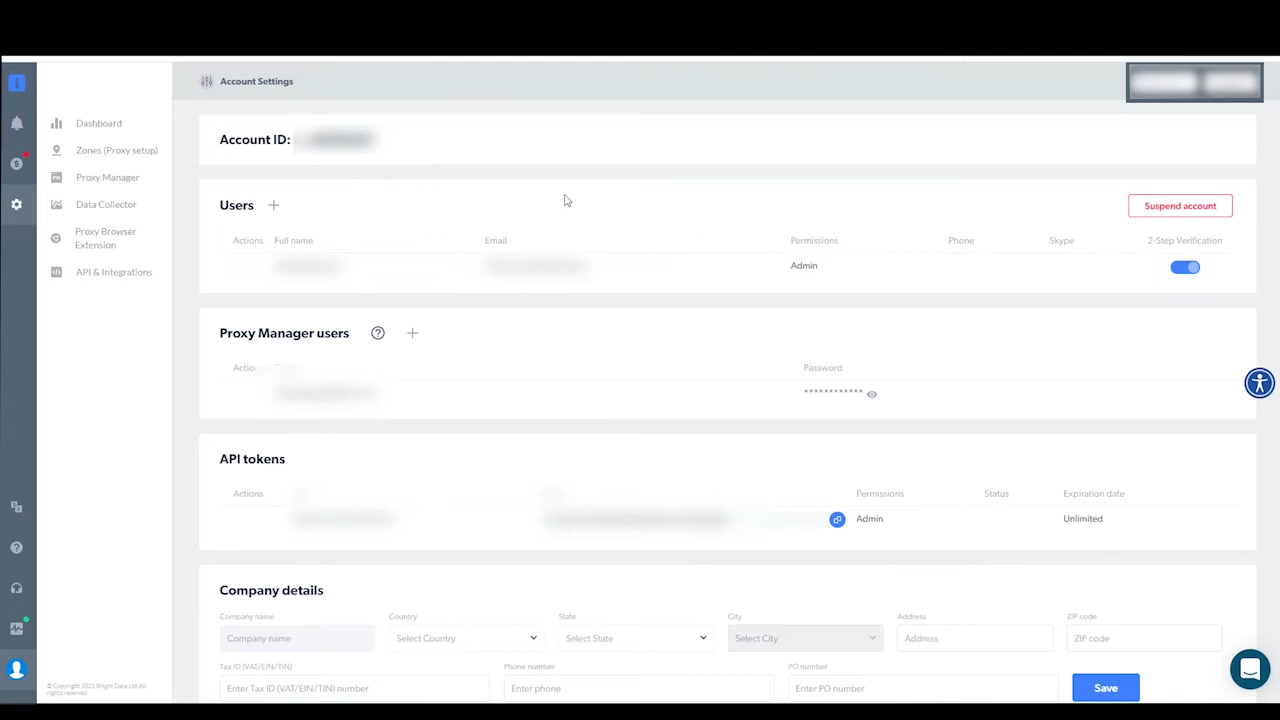 Account Settings
Dashboard
Zones (Proxy setup)
Proxy Manager
Data Collector
Proxy Browser
Extension
API & Integrations
Account ID:
Users
Suspend account
Actions Full name Email Permissions Phone Skype 2-Step Verification
Admin
Proxy Manager users
Password
************
API tokens
Actions Permissions Status Expiration date
Admin Unlimited
Company details
Company name Country State City Address ZIP code
Company name Select Country Select State Select City Address ZIP code
Tax ID (VAT/EIN/TIN) Phone number PO number
Enter Tax ID (VAT/EIN/TIN) number Enter phone Enter PO number Save
© Copyright 2021 Bright Data Ltd All
rights reserved